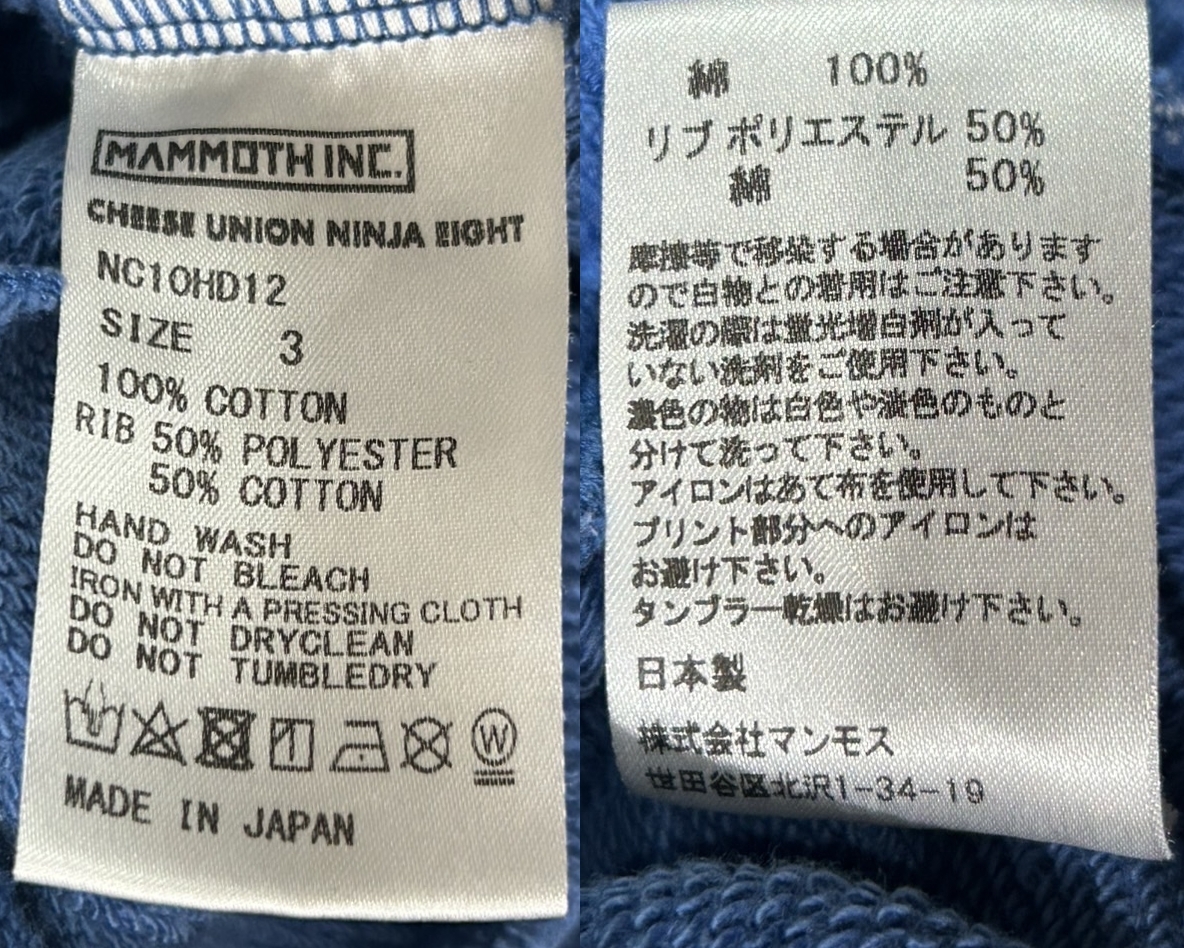 MAMMOTH INC.
CHEESE UNION NINJA EIGHT
NC10HD12
SIZE 3
100% COTTON
RIB 50% POLYESTER
50% COTTON
HAND WASH
DO NOT BLEACH
IRON WITH A PRESSING CLOTH
DO NOT DRYCLEAN
DO NOT TUMBLEDRY
W
MADE IN JAPAN
綿 100%
リブ ポリエステル 50%
綿 50%
摩擦等で移染する場合があります
ので白物との着用はご注意下さい。
洗濯の際は蛍光増白剤が入って
いない洗剤をご使用下さい。
濃色の物は白色や淡色のものと
分けて洗って下さい。
アイロンはあて布を使用して下さい。
プリント部分へのアイロンは
お避け下さい。
タンブラー乾燥はお避け下さい。
日本製
株式会社マンモス
世田谷区北沢1-34-19